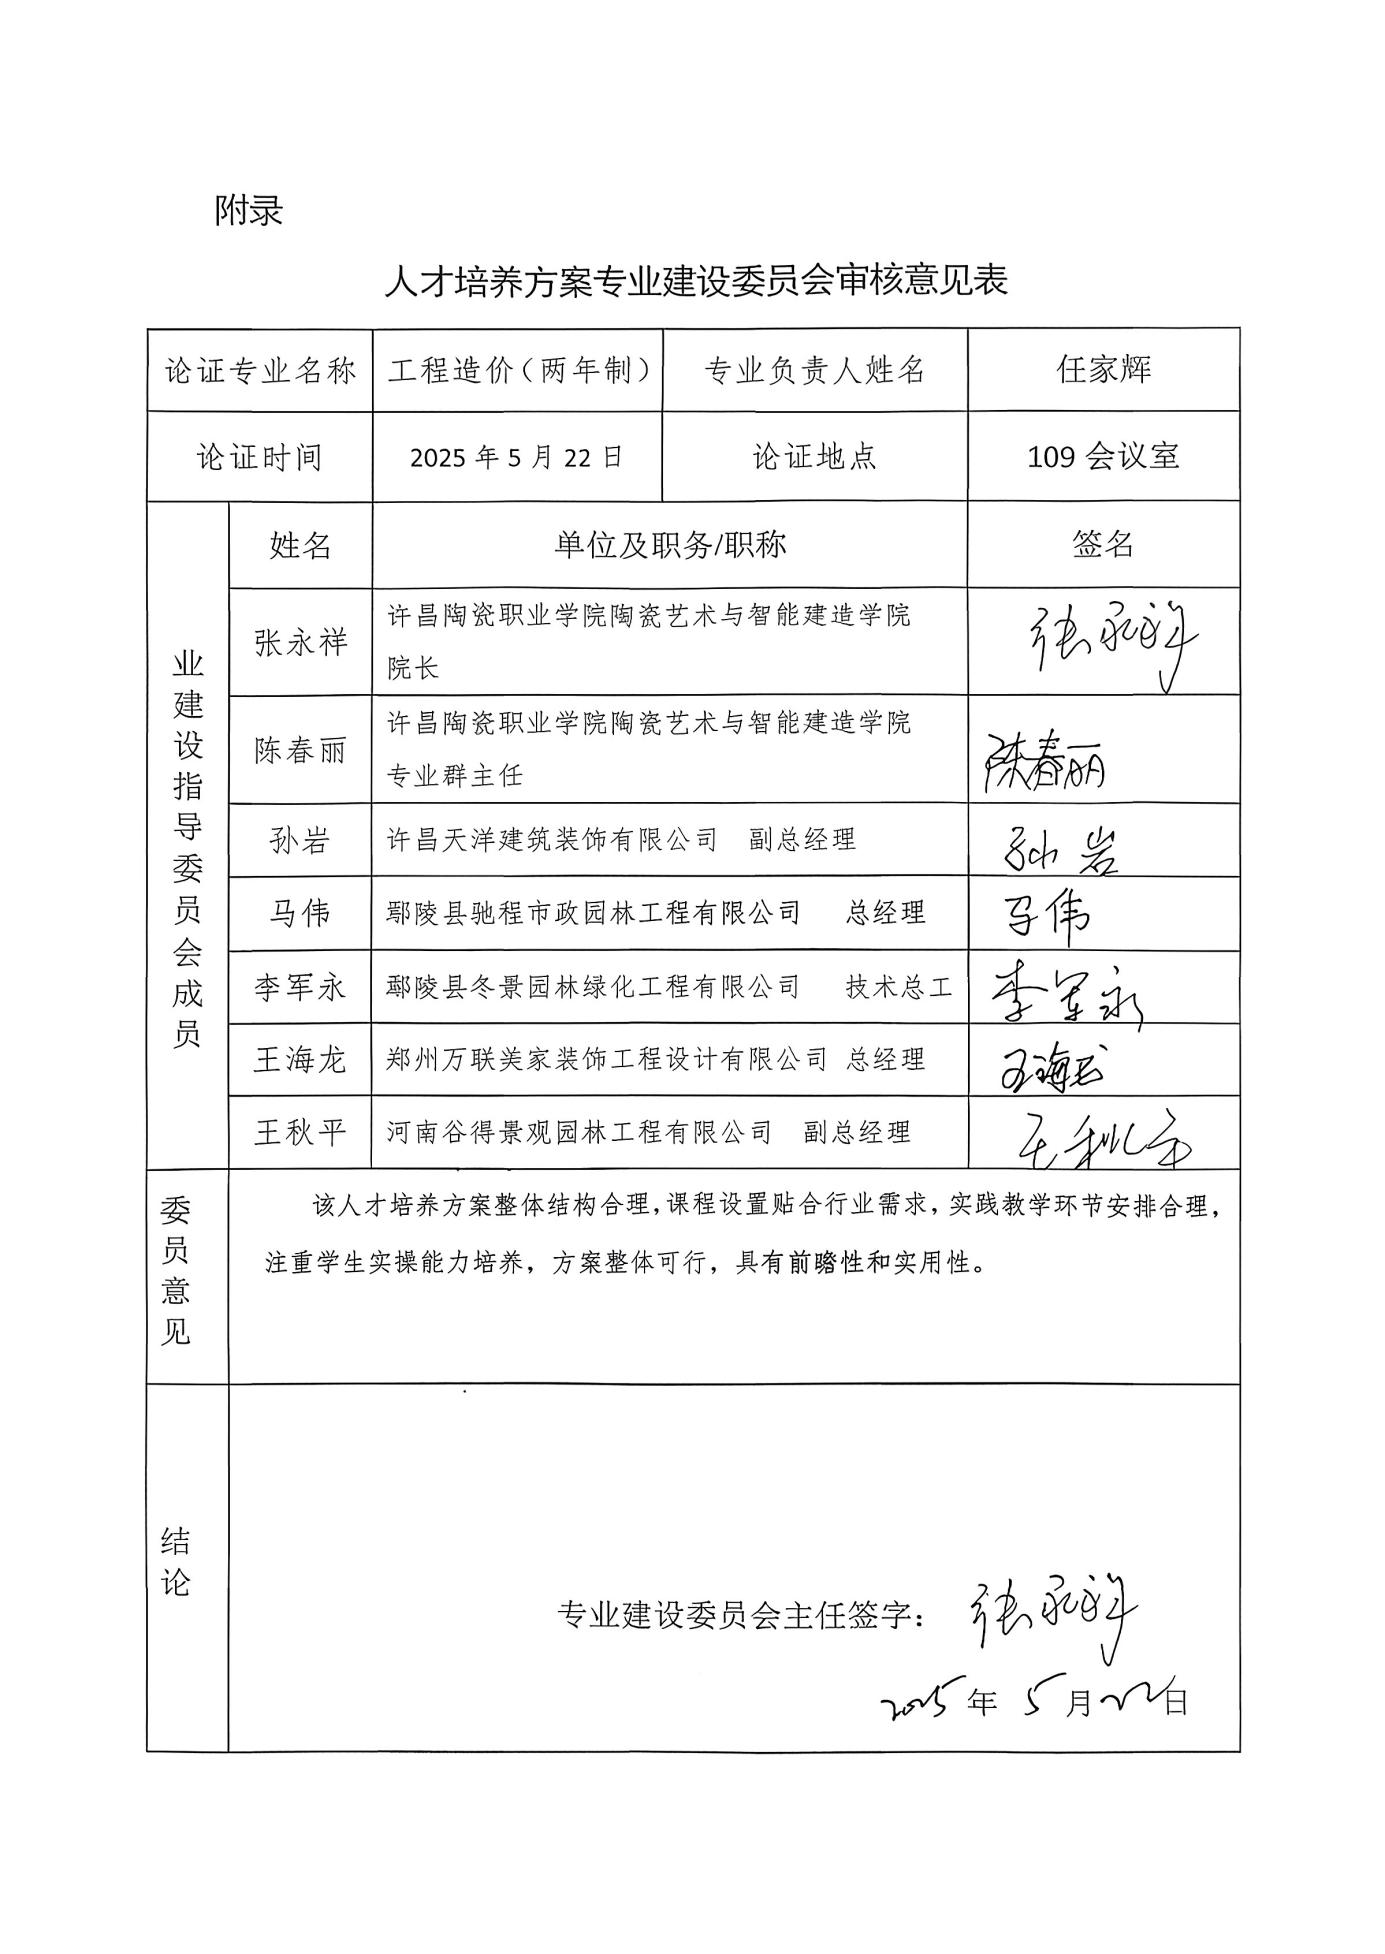 附录
人才培养方案专业建设委员会审核意见表
论证专业名称 工程造价（两年制） 专业负责人姓名 任家辉
论证时间 2025 年 5 月 22 日 论证地点 109 会议室
业建设指导委员会成员
姓名 单位及职务/职称 签名
张永祥 许昌陶瓷职业学院陶瓷艺术与智能建造学院
院长 张永祥
陈春丽 许昌陶瓷职业学院陶瓷艺术与智能建造学院
专业群主任 陈春丽
孙岩 许昌天洋建筑装饰有限公司 副总经理 孙岩
马伟 鄢陵县驰程市政园林工程有限公司 总经理 马伟
李军永 鄢陵县冬景园林绿化工程有限公司 技术总工 李军永
王海龙 郑州万联美家装饰工程设计有限公司 总经理 王海龙
王秋平 河南谷得景观园林工程有限公司 副总经理 王秋平
委员意见
该人才培养方案整体结构合理，课程设置贴合行业需求，实践教学环节安排合理，
注重学生实操能力培养，方案整体可行，具有前瞻性和实用性。
结论
专业建设委员会主任签字： 张永祥
2025 年 5 月 22 日